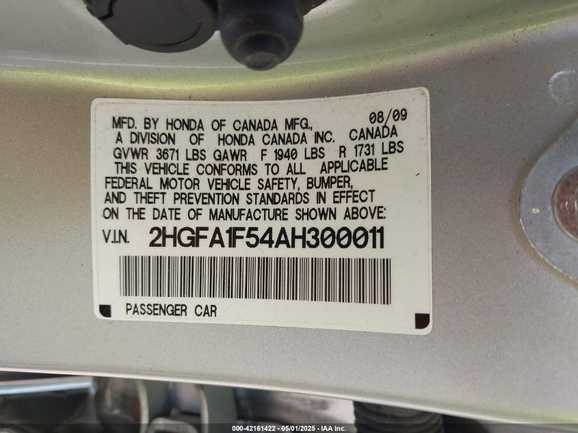 08/09
MFD. BY HONDA OF CANADA MFG.,
A DIVISION OF HONDA CANADA INC. CANADA
GVWR 3671 LBS GAWR F 1940 LBS R 1731 LBS
THIS VEHICLE CONFORMS TO ALL APPLICABLE
FEDERAL MOTOR VEHICLE SAFETY, BUMPER,
AND THEFT PREVENTION STANDARDS IN EFFECT
ON THE DATE OF MANUFACTURE SHOWN ABOVE:
V.I.N. 2HGFA1F54AH300011
PASSENGER CAR
000-42161422 - 05/01/2025 - IAA Inc.